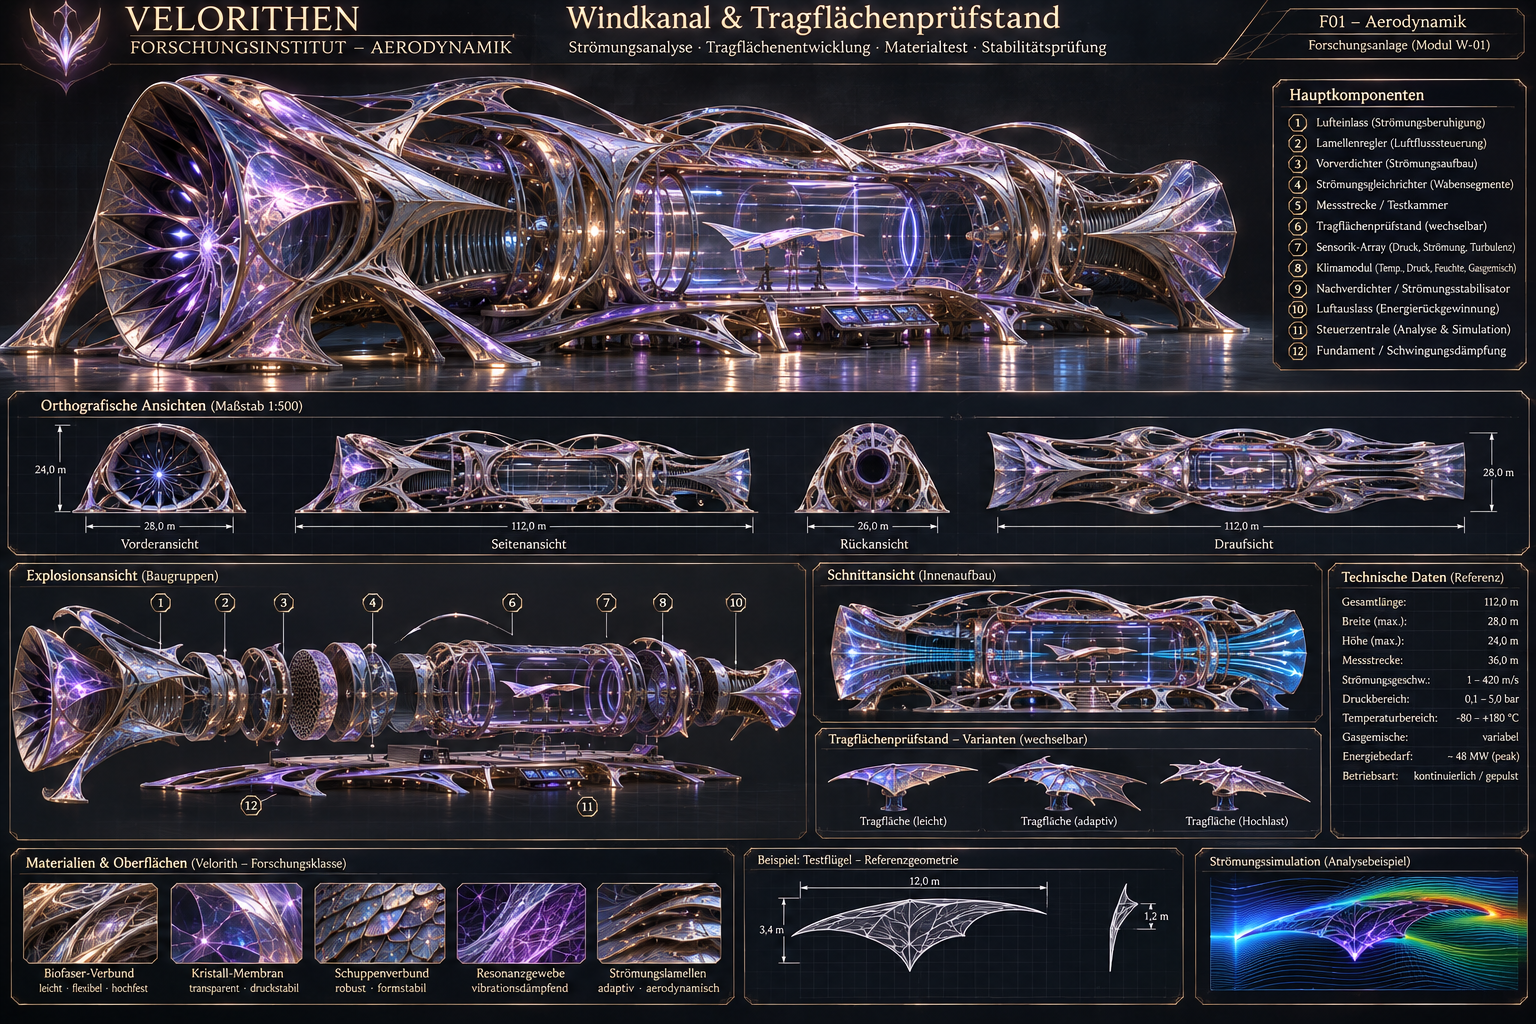 VELORITHEN
FORSCHUNGSINSTITUT – AERODYNAMIK
Windkanal & Tragflächenprüfstand
Strömungsanalyse · Tragflächenentwicklung · Materialtest · Stabilitätsprüfung
F01 – Aerodynamik
Forschungsanlage (Modul W-01)
Hauptkomponenten
1 Lufteinlass (Strömungsberuhigung)
2 Lamellenregler (Luftflusssteuerung)
3 Vorverdichter (Strömungsaufbau)
4 Strömungsgleichrichter (Wabensegmente)
5 Messstrecke / Testkammer
6 Tragflächenprüfstand (wechselbar)
7 Sensorik-Array (Druck, Strömung, Turbulenz)
8 Klimamodul (Temp., Druck, Feuchte, Gasgemisch)
9 Nachverdichter / Strömungsstabilisator
10 Luftauslass (Energierückgewinnung)
11 Steuerzentrale (Analyse & Simulation)
12 Fundament / Schwingungsdämpfung
Orthografische Ansichten (Maßstab 1:500)
24,0 m
28,0 m
Vorderansicht
112,0 m
Seitenansicht
26,0 m
Rückansicht
112,0 m
28,0 m
Draufsicht
Explosionsansicht (Baugruppen)
1 2 3 4 6 7 8 10
12 11
Schnittansicht (Innenaufbau)
Tragflächenprüfstand – Varianten (wechselbar)
Tragfläche (leicht)
Tragfläche (adaptiv)
Tragfläche (Hochlast)
Technische Daten (Referenz)
Gesamtlänge: 112,0 m
Breite (max.): 28,0 m
Höhe (max.): 24,0 m
Messstrecke: 36,0 m
Strömungsgeschw.: 1 – 420 m/s
Druckbereich: 0,1 – 5,0 bar
Temperaturbereich: -80 – +180 °C
Gasgemische: variabel
Energiebedarf: ~ 48 MW (peak)
Betriebsart: kontinuierlich / gepulst
Materialien & Oberflächen (Velorith – Forschungsklasse)
Biofaser-Verbund
leicht · flexibel · hochfest
Kristall-Membran
transparent · druckstabil
Schuppenverbund
robust · formstabil
Resonanzgewebe
vibrationsdämpfend
Strömungslamellen
adaptiv · aerodynamisch
Beispiel: Testflügel – Referenzgeometrie
12,0 m
3,4 m
1,2 m
Strömungssimulation (Analysebeispiel)